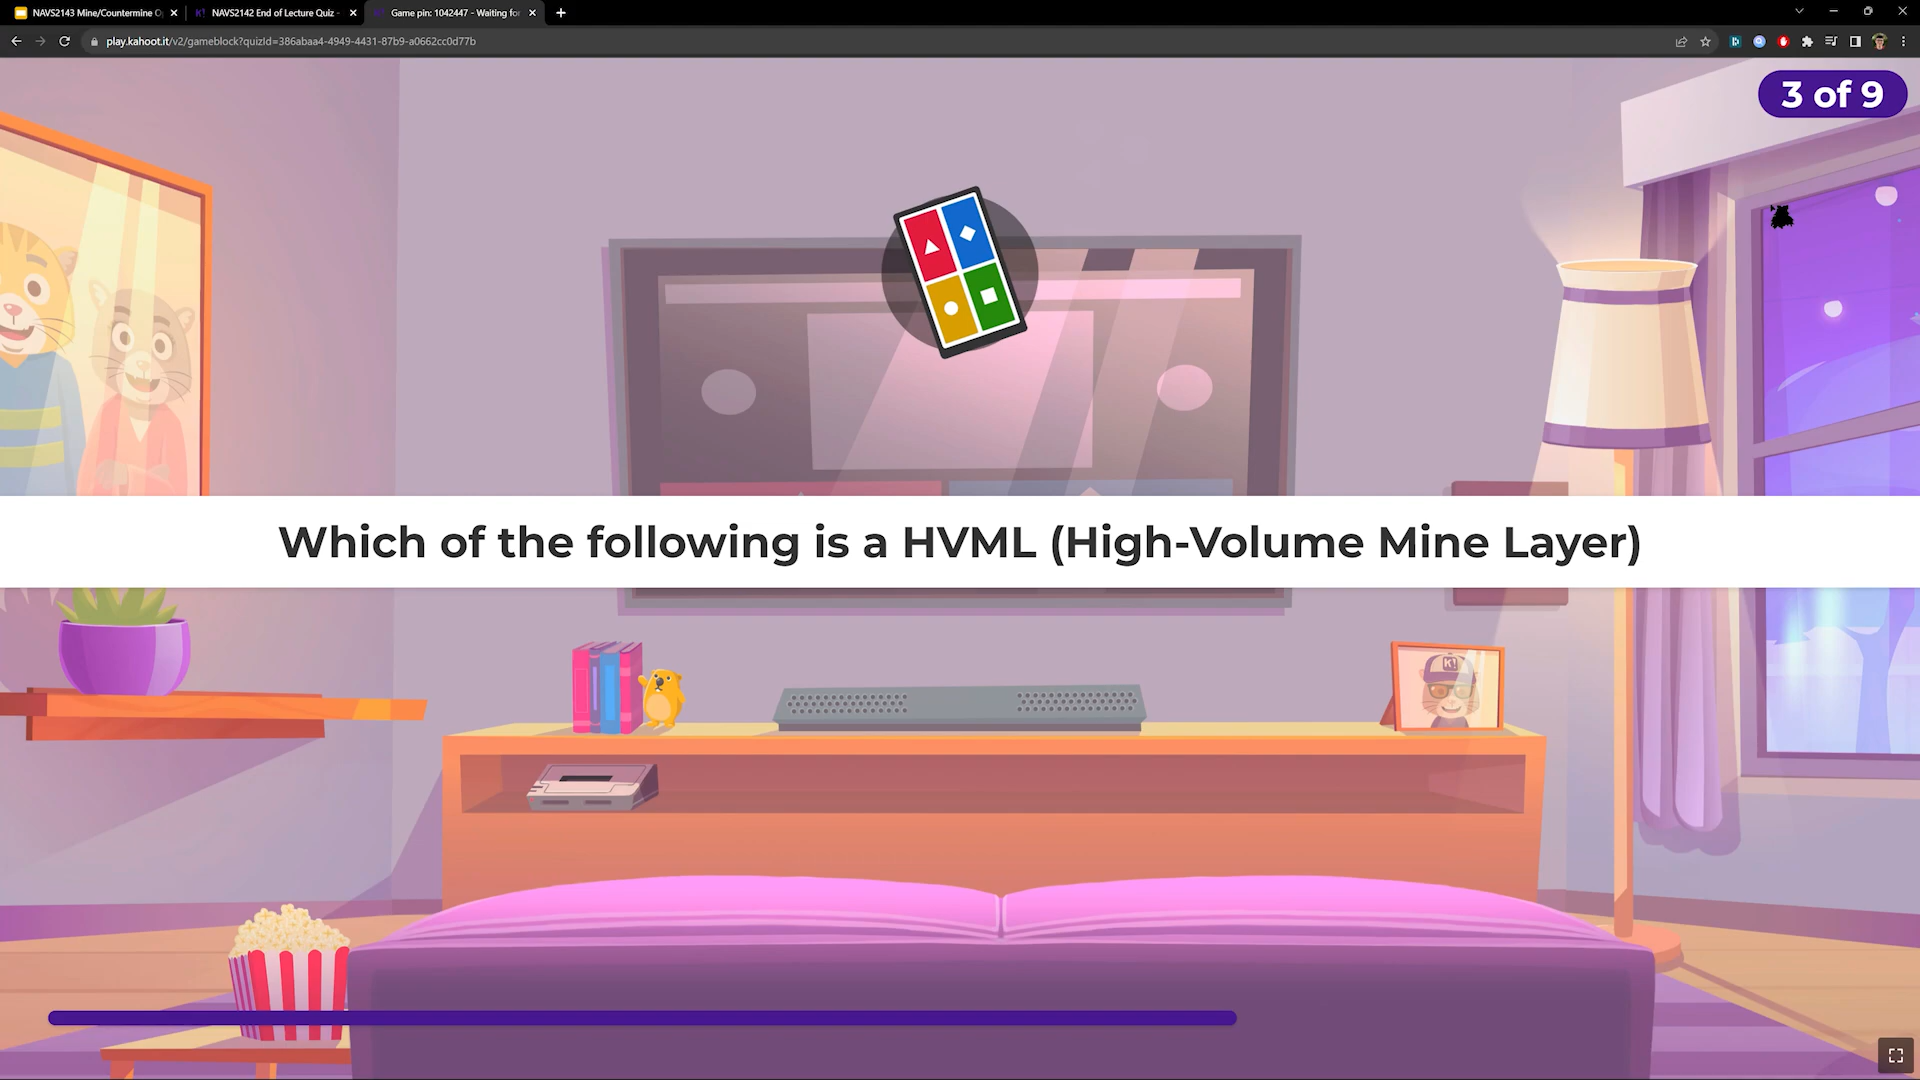 NAVS2143 Mine/Countermine O
NAVS2142 End of Lecture Quiz -
Game pin: 1042447 - Waiting for
play.kahoot.it/v2/gameblock?quizId=386abaa4-4949-4431-87b9-a0662cc0d77b
3 of 9
Which of the following is a HVML (High-Volume Mine Layer)
K!